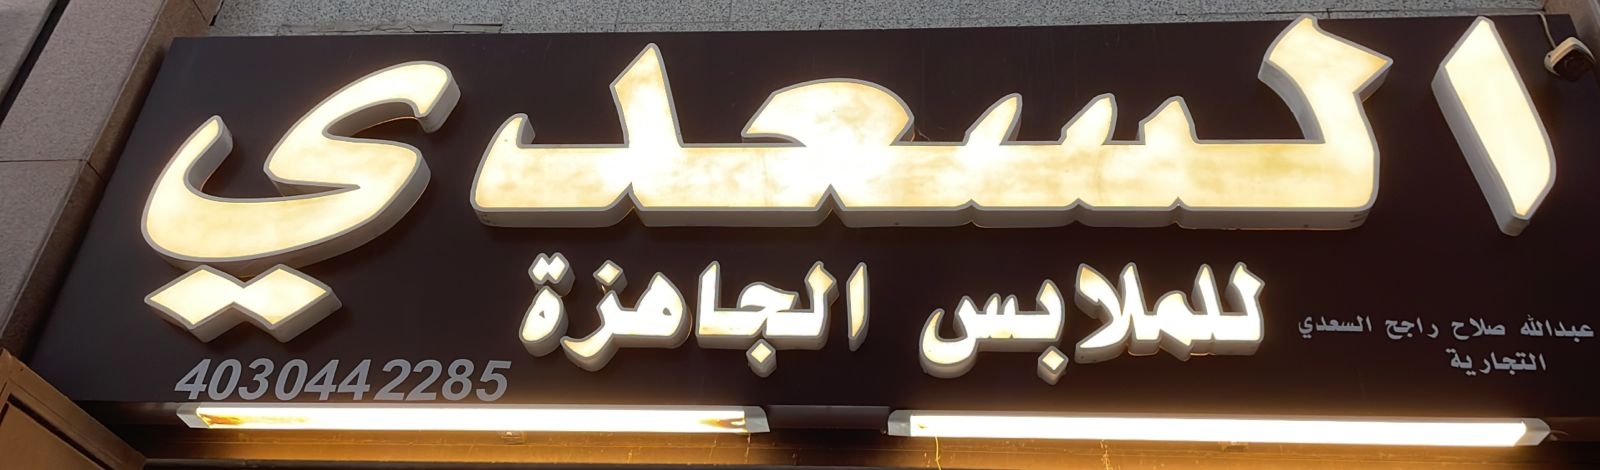 السعدي
للملابس الجاهزة
عبدالله صلاح راجح السعدي
التجارية
4030442285